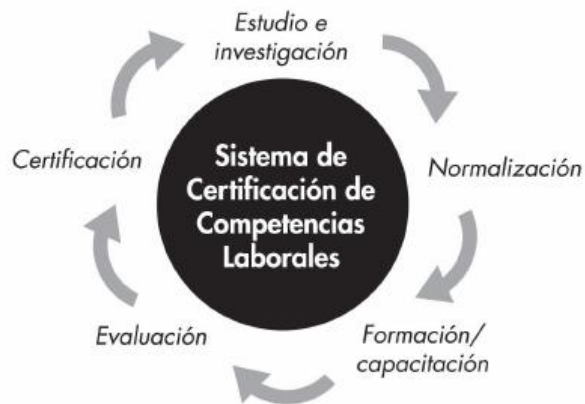 Estudio e
investigación
Normalización
Formación/
capacitación
Evaluación
Certificación
Sistema de
Certificación de
Competencias
Laborales